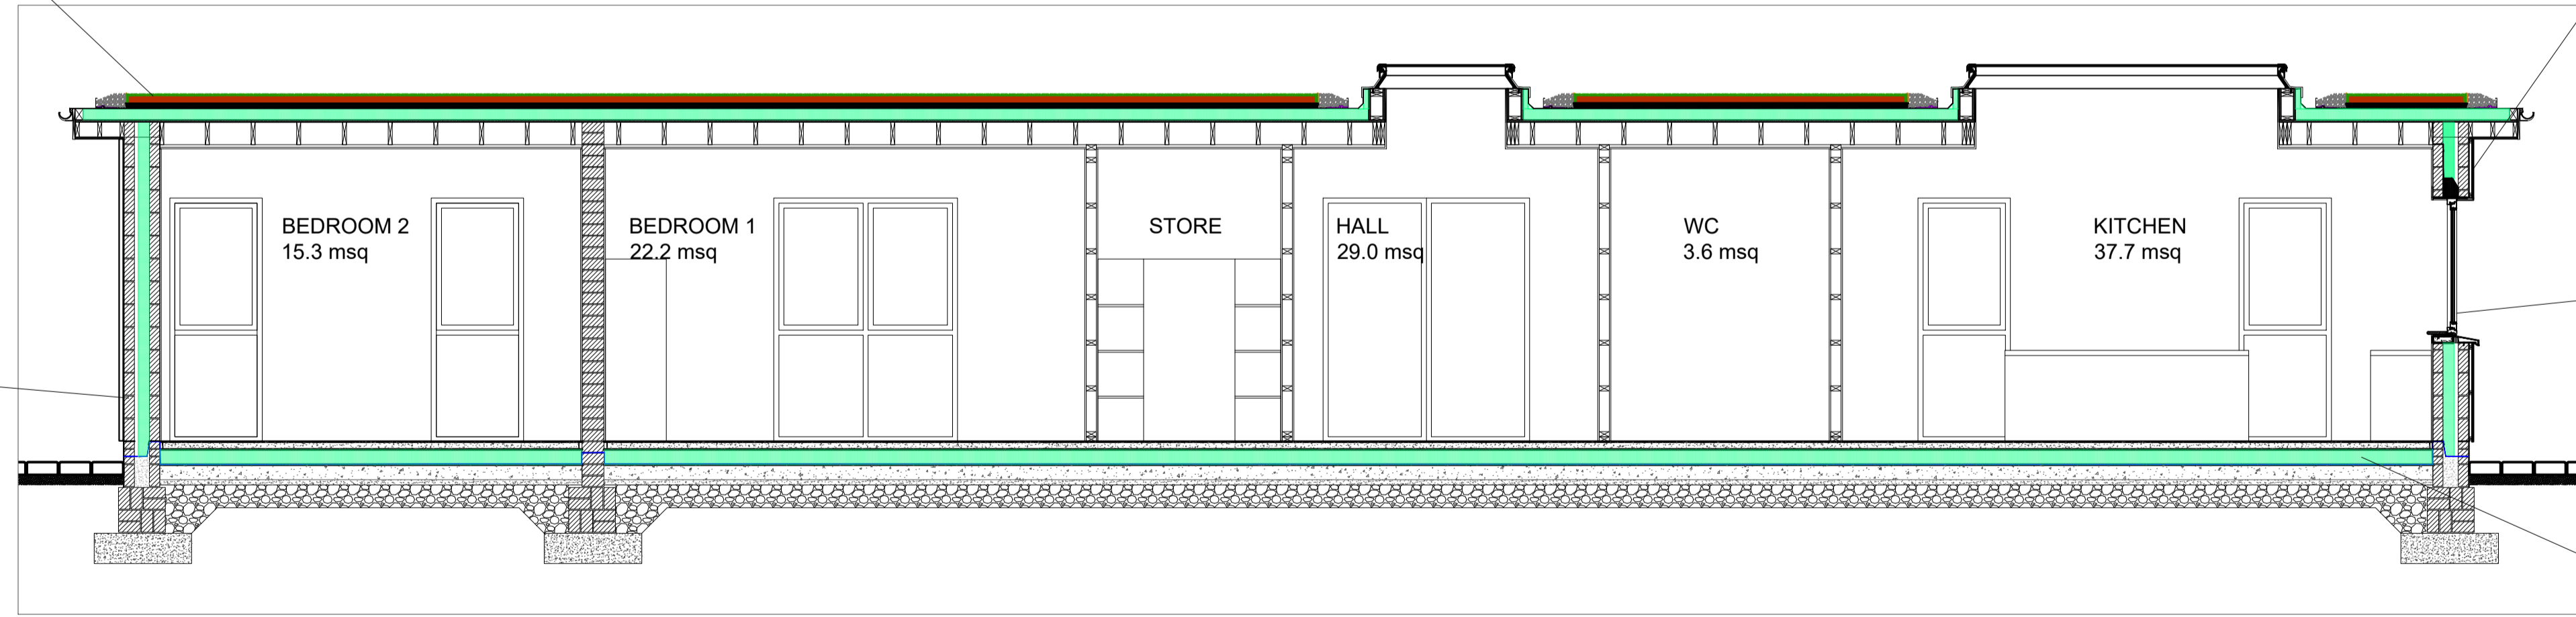 BEDROOM 2
15.3 msq
BEDROOM 1
22.2 msq
STORE
HALL
29.0 msq
WC
3.6 msq
KITCHEN
37.7 msq